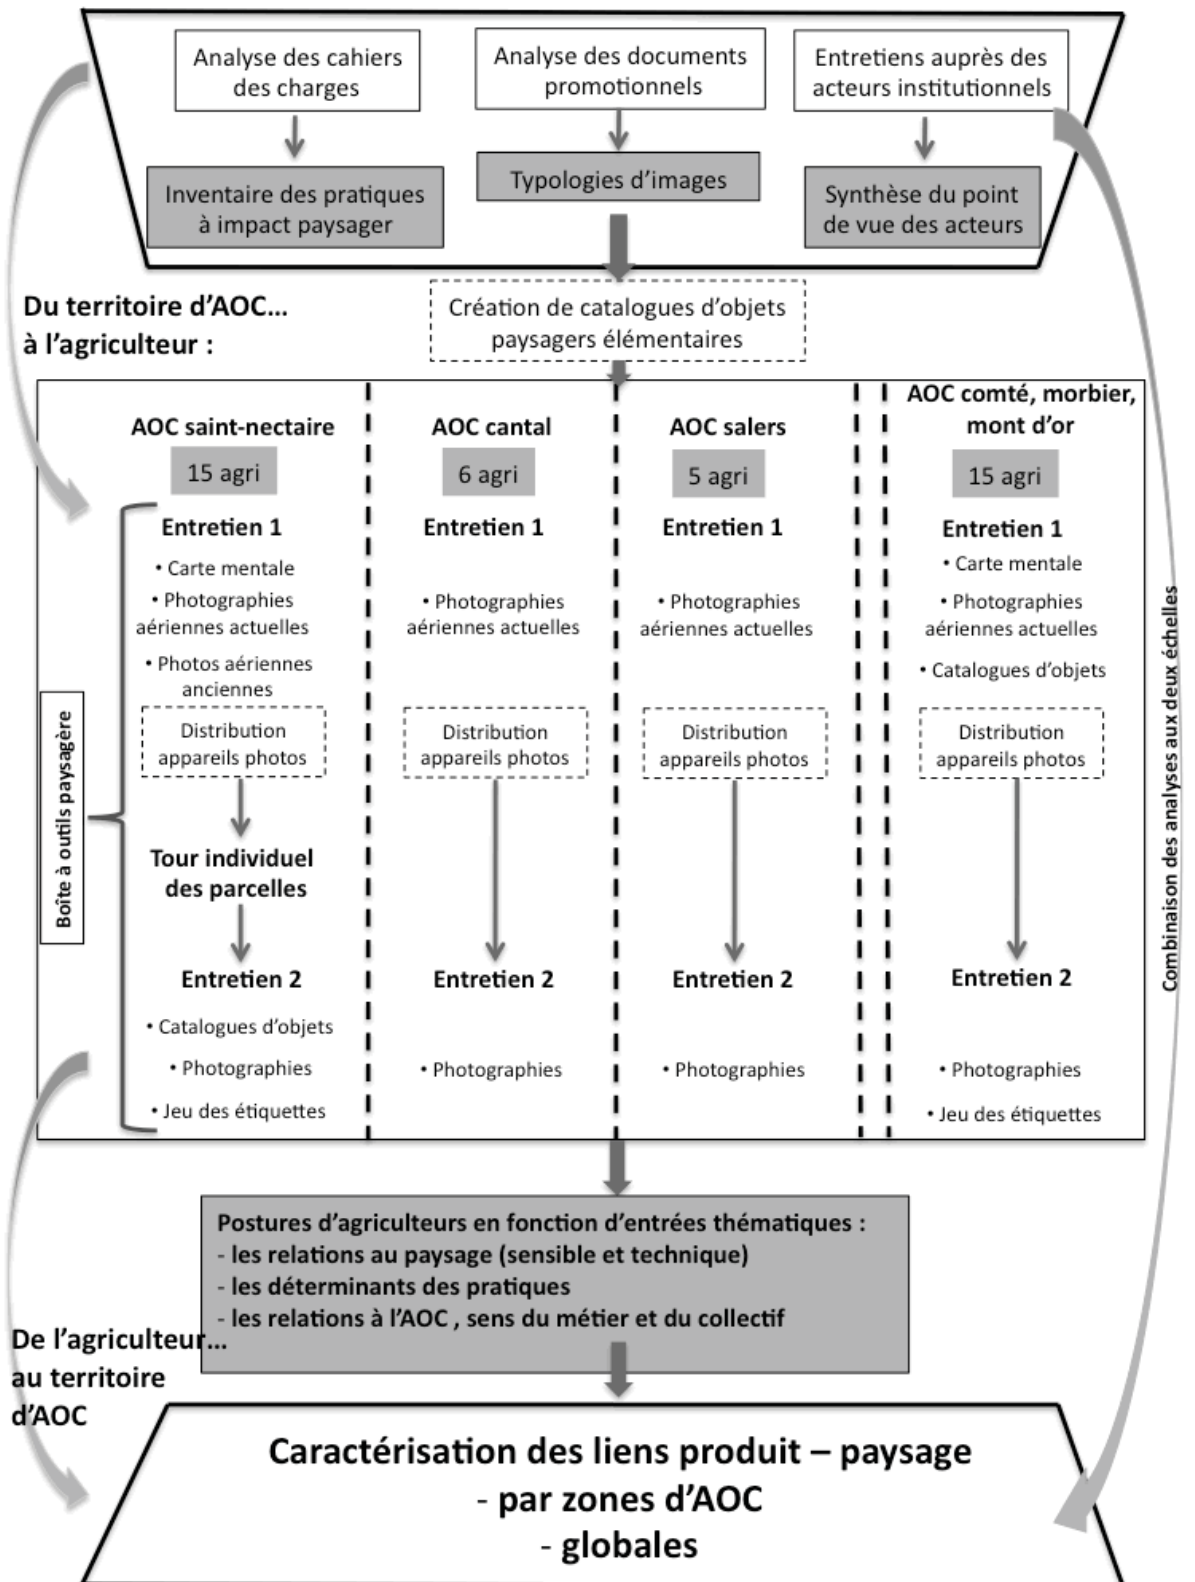 Analyse des cahiers
des charges
Analyse des documents
promotionnels
Entretiens auprès des
acteurs institutionnels
Inventaire des pratiques
à impact paysager
Typologies d'images
Synthèse du point
de vue des acteurs
Du territoire d'AOC...
à l'agriculteur :
Création de catalogues d'objets
paysagers élémentaires
AOC saint-nectaire
15 agri
Entretien 1
• Carte mentale
• Photographies
aériennes actuelles
• Photos aériennes
anciennes
Distribution
appareils photos
Tour individuel
des parcelles
Entretien 2
• Catalogues d'objets
• Photographies
• Jeu des étiquettes
AOC cantal
6 agri
Entretien 1
• Photographies
aériennes actuelles
Distribution
appareils photos
Entretien 2
• Photographies
AOC salers
5 agri
Entretien 1
• Photographies
aériennes actuelles
Distribution
appareils photos
Entretien 2
• Photographies
AOC comté, morbier,
mont d'or
15 agri
Entretien 1
• Carte mentale
• Photographies
aériennes actuelles
• Catalogues d'objets
Distribution
appareils photos
Entretien 2
• Photographies
• Jeu des étiquettes
Boîte à outils paysagère
Combinaison des analyses aux deux échelles
Postures d'agriculteurs en fonction d'entrées thématiques :
- les relations au paysage (sensible et technique)
- les déterminants des pratiques
- les relations à l'AOC , sens du métier et du collectif
De l'agriculteur...
au territoire
d'AOC
Caractérisation des liens produit – paysage
- par zones d'AOC
- globales